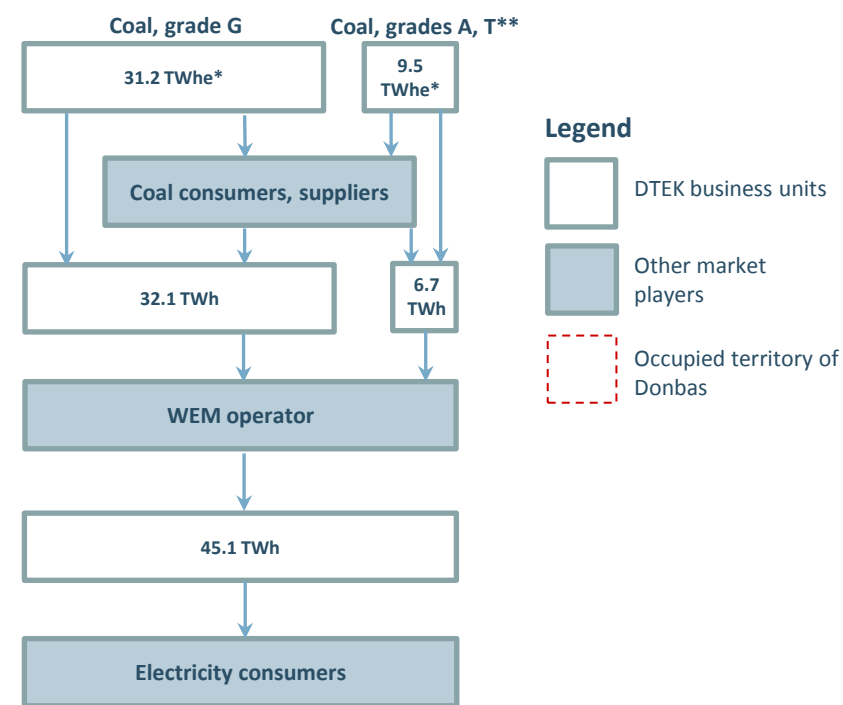 Coal, grade G
Coal, grades A, T**
31.2 TWhe*
9.5
TWhe*
Coal consumers, suppliers
32.1 TWh
6.7
TWh
WEM operator
45.1 TWh
Electricity consumers
Legend
DTEK business units
Other market
players
Occupied territory of
Donbas